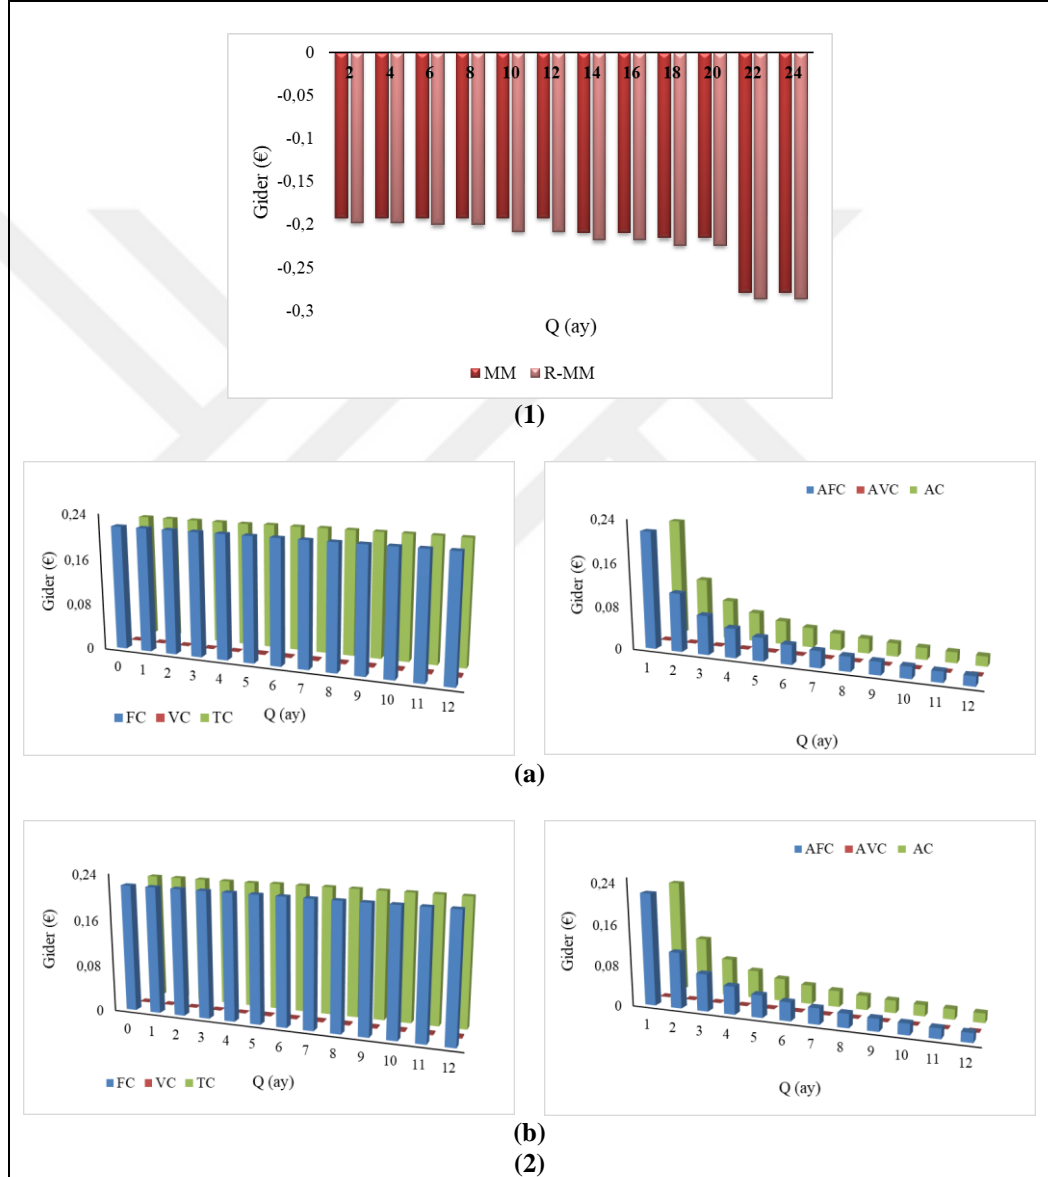 0
2 4 6 8 10 12 14 16 18 20 22 24
-0,05
-0,1
-0,15
-0,2
-0,25
-0,3
Gider (€)
Q (ay)
MM R-MM
(1)
0,24
0,16
0,08
0
Gider (€)
0 1 2 3 4 5 6 7 8 9 10 11 12
Q (ay)
FC VC TC
AFC AVC AC
0,24
0,16
0,08
0
Gider (€)
1 2 3 4 5 6 7 8 9 10 11 12
Q (ay)
(a)
0,24
0,16
0,08
0
Gider (€)
0 1 2 3 4 5 6 7 8 9 10 11 12
Q (ay)
FC VC TC
AFC AVC AC
0,24
0,16
0,08
0
Gider (€)
1 2 3 4 5 6 7 8 9 10 11 12
Q (ay)
(b)
(2)